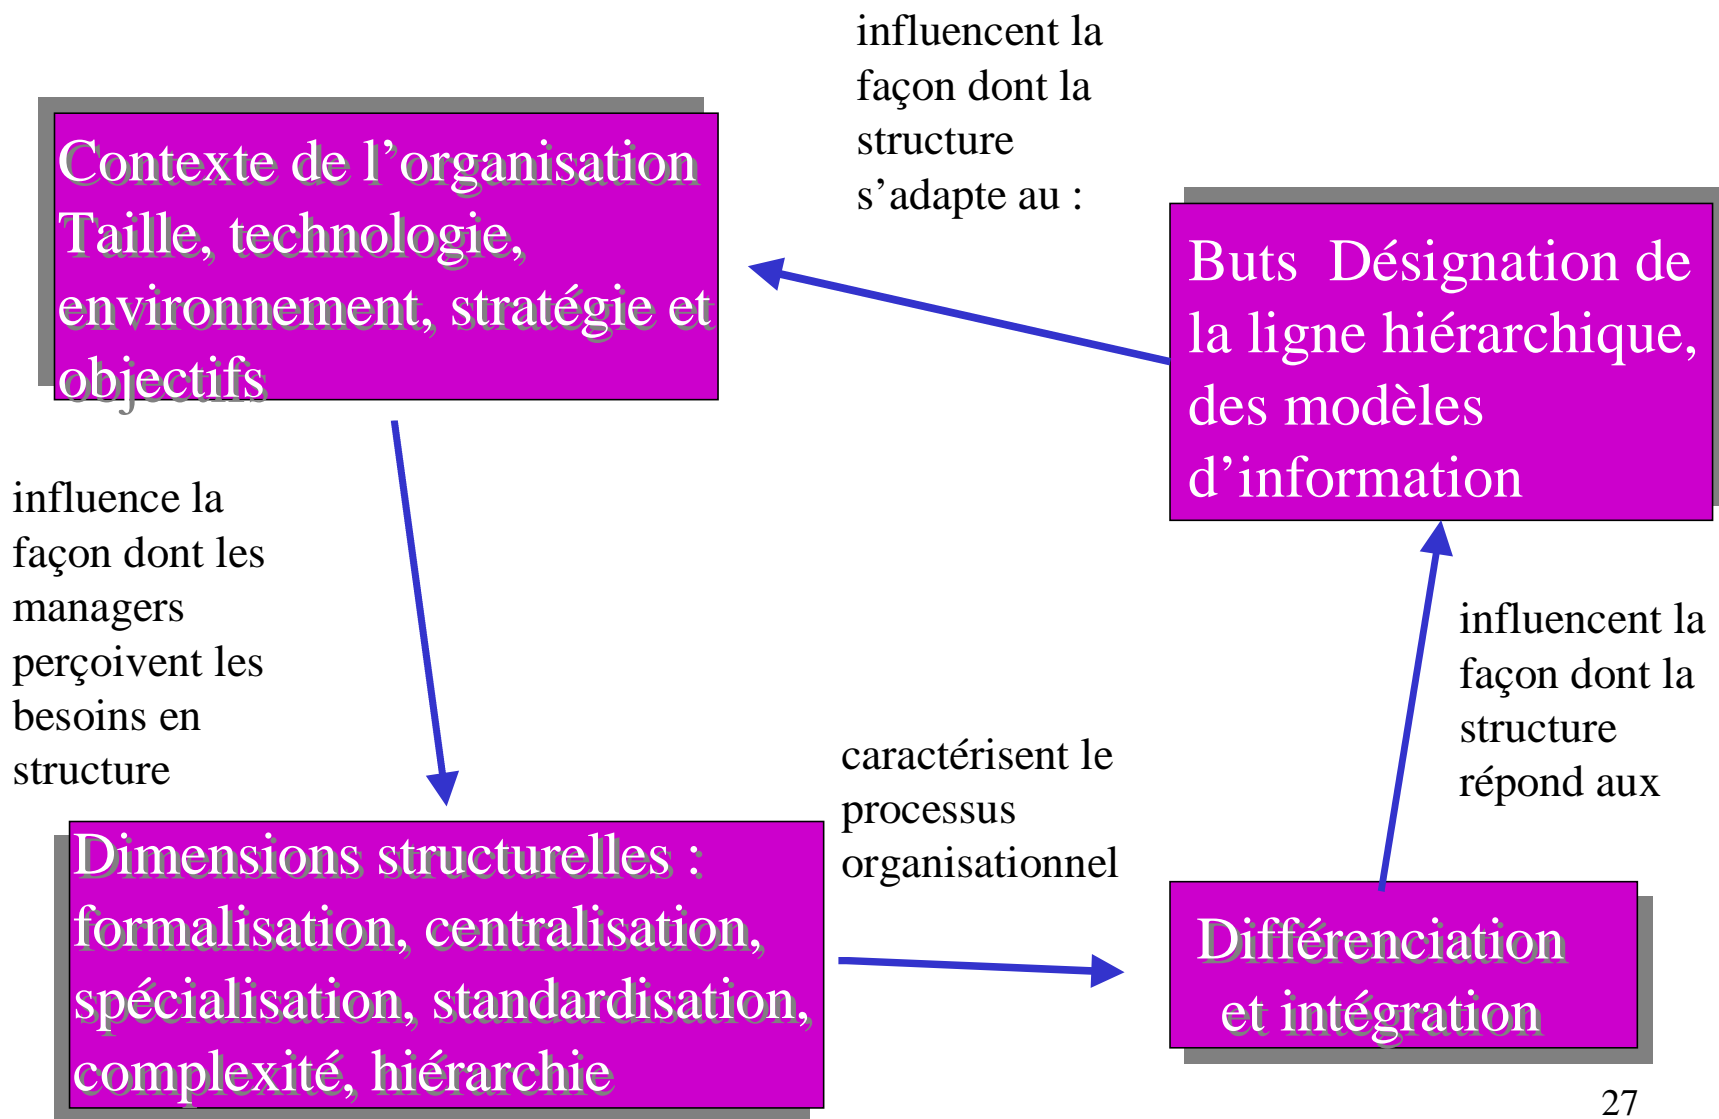 influencent la
façon dont la
structure
s’adapte au :
Contexte de l’organisation
Taille, technologie,
environnement, stratégie et
objectifs
Buts  Désignation de
la ligne hiérarchique,
des modèles
d’information
influence la
façon dont les
managers
perçoivent les
besoins en
structure
influencent la
façon dont la
structure
répond aux
caractérisent le
processus
organisationnel
Dimensions structurelles :
formalisation, centralisation,
spécialisation, standardisation,
complexité, hiérarchie
Différenciation
et intégration
27